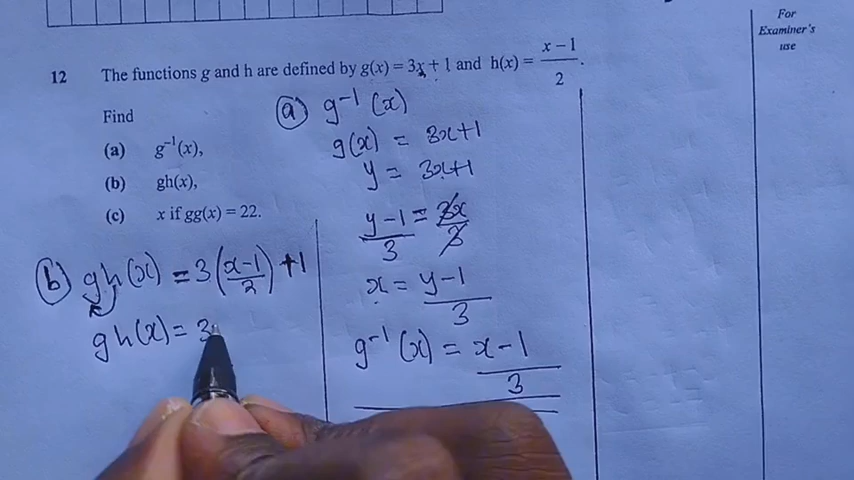 For
Examiner's
use
12 The functions g and h are defined by g(x) = 3x + 1 and h(x) = (x − 1)/2.
Find
(a) g⁻¹(x),
(b) gh(x),
(c) x if gg(x) = 22.
(a) g⁻¹(x)
g(x) = 3x+1
y = 3x+1
(y−1)/3 = 3x/3
x = (y−1)/3
g⁻¹(x) = (x−1)/3
(b) gh(x) = 3((x−1)/2) + 1
gh(x) = 3